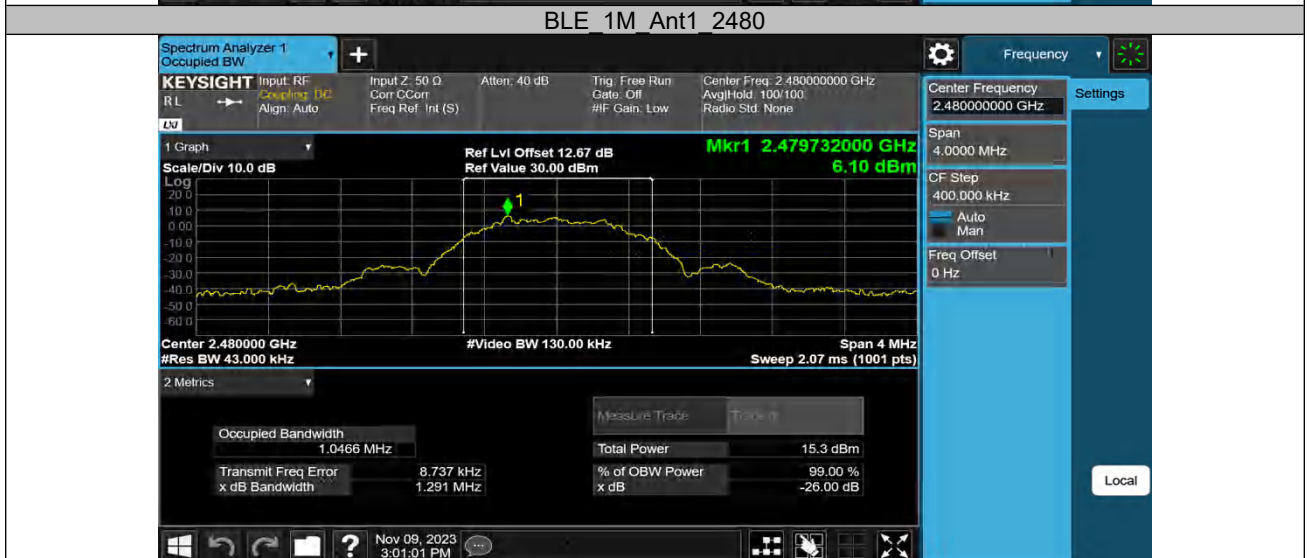 BLE_1M_Ant1_2480
Spectrum Analyzer 1
Occupied BW
Frequency
KEYSIGHT
RL
LXI
Input: RF
Coupling: DC
Align: Auto
Input Z: 50 Ω
Corr CCorr
Freq Ref: Int (S)
Atten: 40 dB
Trig: Free Run
Gate: Off
#IF Gain: Low
Center Freq: 2.480000000 GHz
Avg|Hold: 100/100
Radio Std: None
Center Frequency
2.480000000 GHz
Settings
Span
4.0000 MHz
CF Step
400.000 kHz
Auto
Man
Freq Offset
0 Hz
1 Graph
Scale/Div 10.0 dB
Ref Lvl Offset 12.67 dB
Ref Value 30.00 dBm
Mkr1 2.479732000 GHz
6.10 dBm
Log
20.0
10.0
0.00
-10.0
-20.0
-30.0
-40.0
-50.0
-60.0
1
Center 2.480000 GHz
#Res BW 43.000 kHz
#Video BW 130.00 kHz
Span 4 MHz
Sweep 2.07 ms (1001 pts)
2 Metrics
Measure Trace
Occupied Bandwidth
1.0466 MHz
Total Power 15.3 dBm
Transmit Freq Error 8.737 kHz
% of OBW Power 99.00 %
x dB Bandwidth 1.291 MHz
x dB -26.00 dB
Local
?
Nov 09, 2023
3:01:01 PM